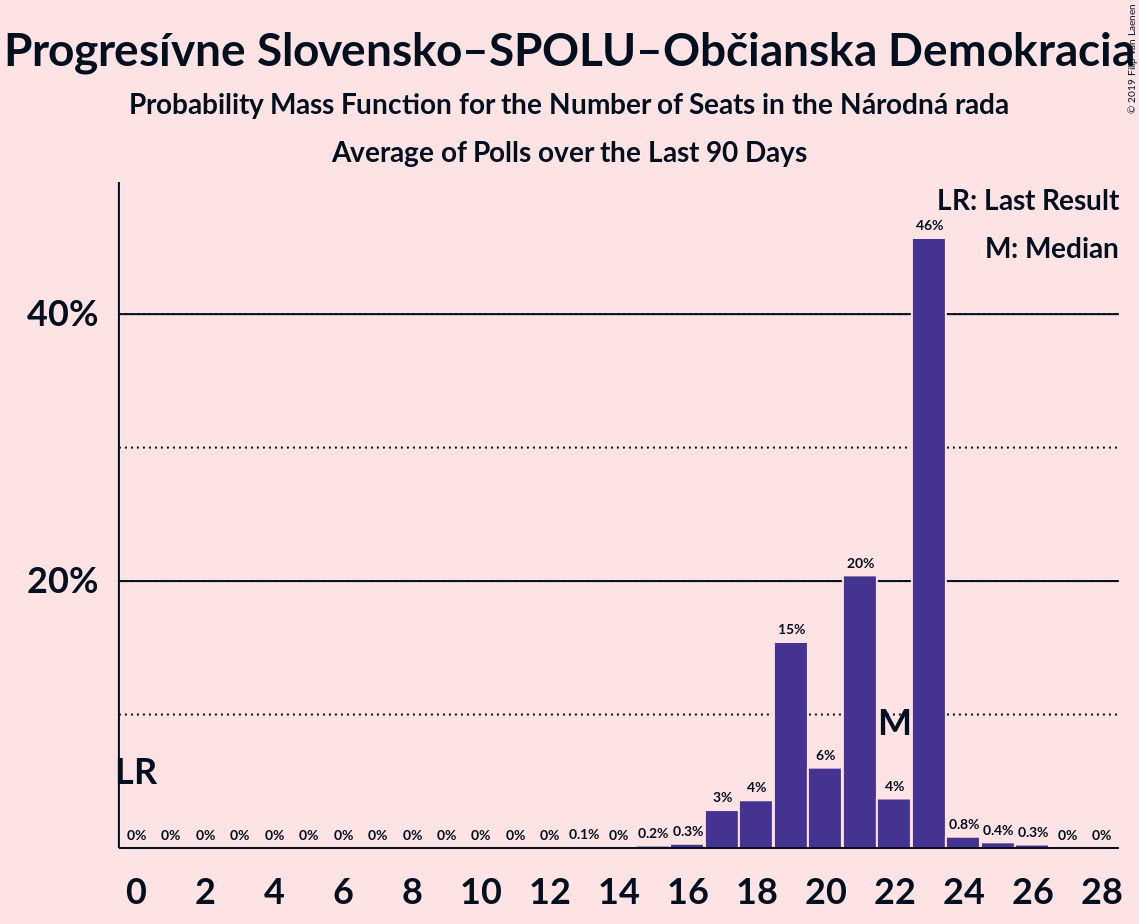 Progresívne Slovensko–SPOLU–Občianska Demokracia
© 2019 Filip van Laenen
Probability Mass Function for the Number of Seats in the Národná rada
Average of Polls over the Last 90 Days
LR: Last Result
M: Median
46%
40%
20%
20%
15%
M
6%
LR
3% 4% 4%
0% 0% 0% 0% 0% 0% 0% 0% 0% 0% 0% 0% 0% 0.1% 0% 0.2% 0.3% 0.8% 0.4% 0.3% 0% 0%
0 2 4 6 8 10 12 14 16 18 20 22 24 26 28